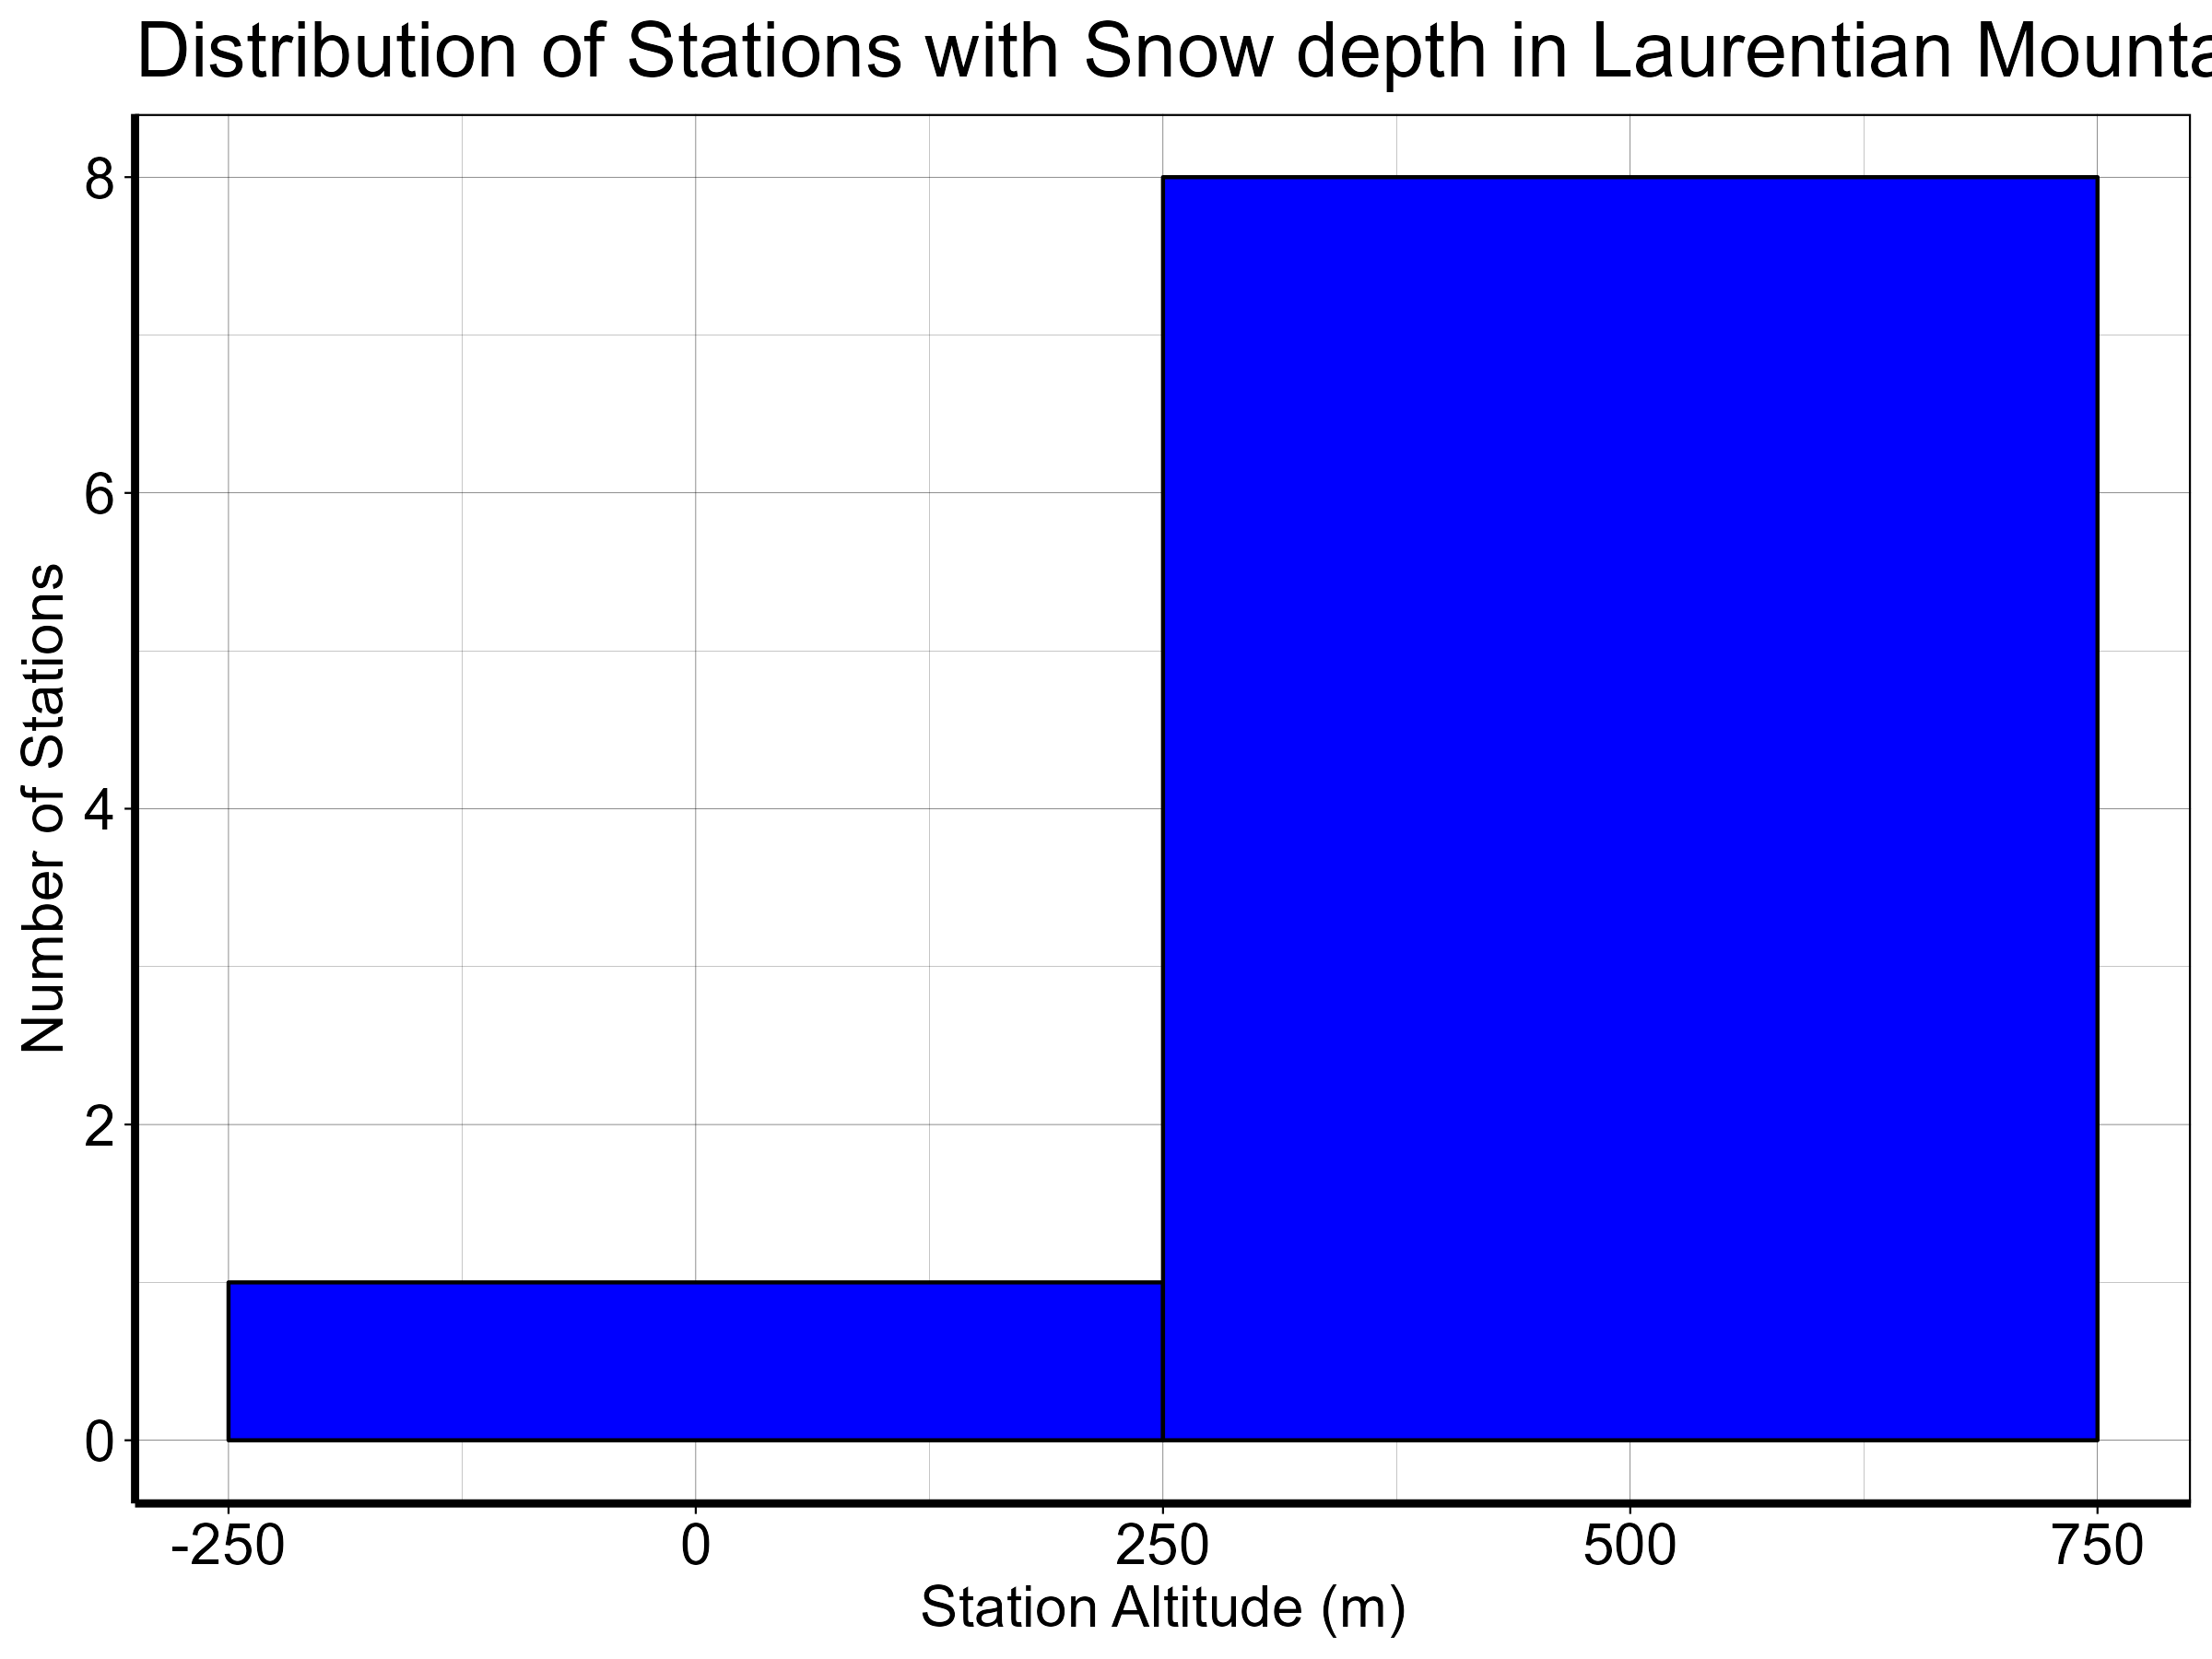 Distribution of Stations with Snow depth in Laurentian
8
6
4
2
0
Number of Stations
-250 0 250 500 750
Station Altitude (m)